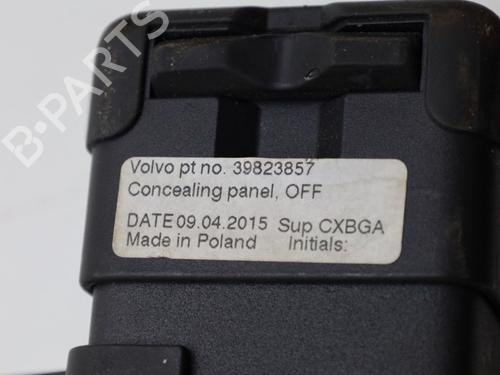 B-PARTS
Volvo pt no. 39823857
Concealing panel, OFF
DATE 09.04.2015 Sup CXBGA
Made in Poland Initials: